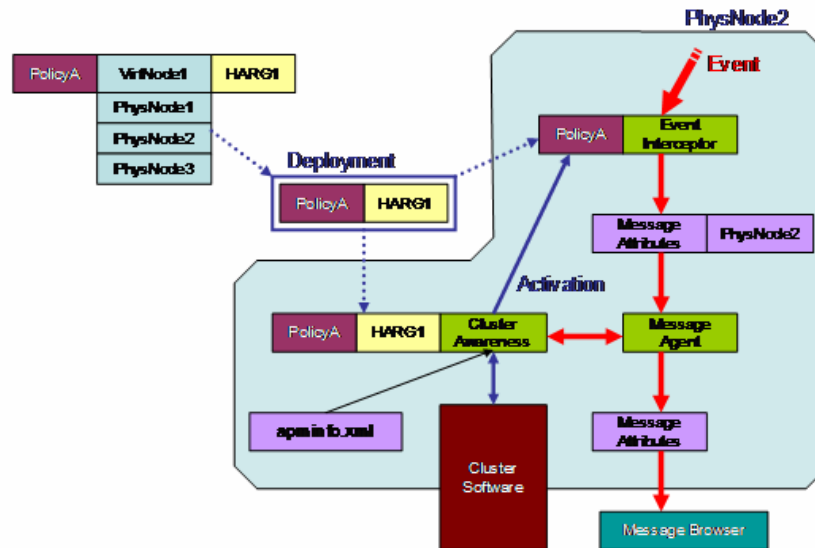 PhysNode2
Event
PolicyA VirtNode1 HARG1
PhysNode1
PhysNode2
PhysNode3
Deployment
PolicyA HARG1
PolicyA Event
Interceptor
Message
Attributes PhysNode2
Activation
PolicyA HARG1 Cluster
Awareness
Message
Agent
apminfo.xml
Message
Attributes
Cluster
Software
Message Browser